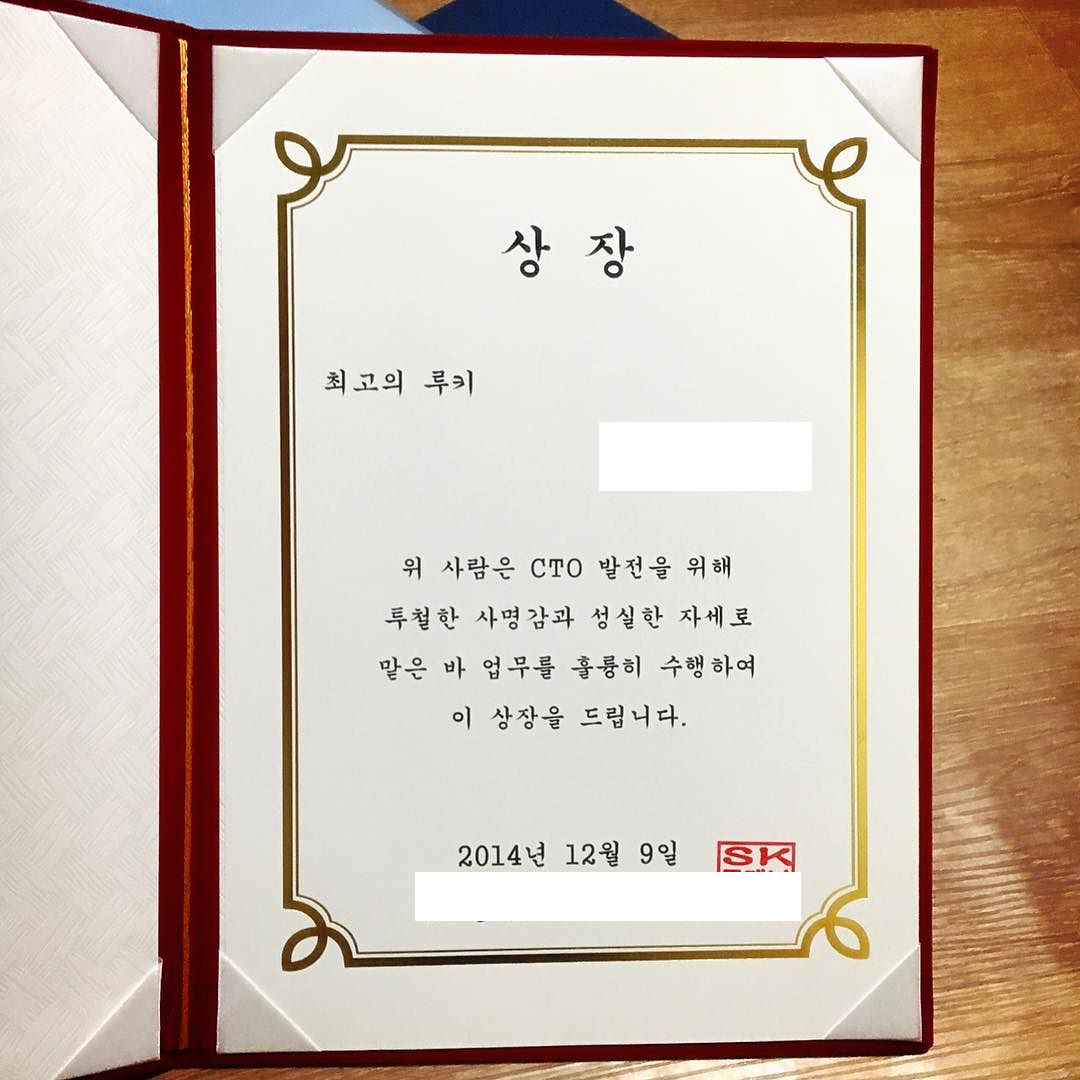 상 장
최고의 루키
위 사람은 CTO 발전을 위해
투철한 사명감과 성실한 자세로
맡은 바 업무를 훌륭히 수행하여
이 상장을 드립니다.
2014년 12월 9일
SK